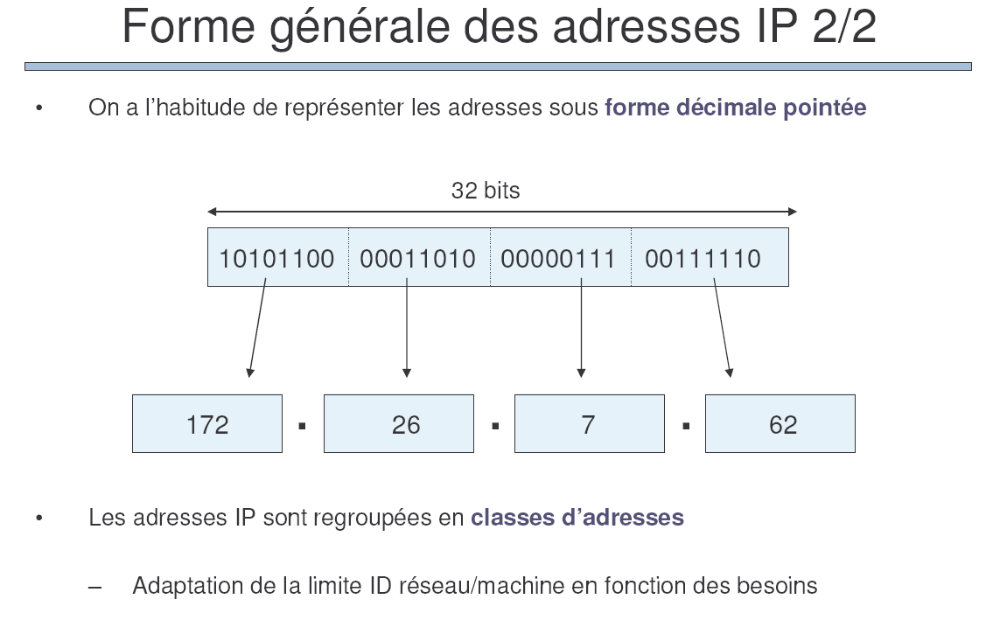 Forme générale des adresses IP 2/2
• On a l’habitude de représenter les adresses sous forme décimale pointée
32 bits
10101100 00011010 00000111 00111110
172 . 26 . 7 . 62
• Les adresses IP sont regroupées en classes d’adresses
– Adaptation de la limite ID réseau/machine en fonction des besoins